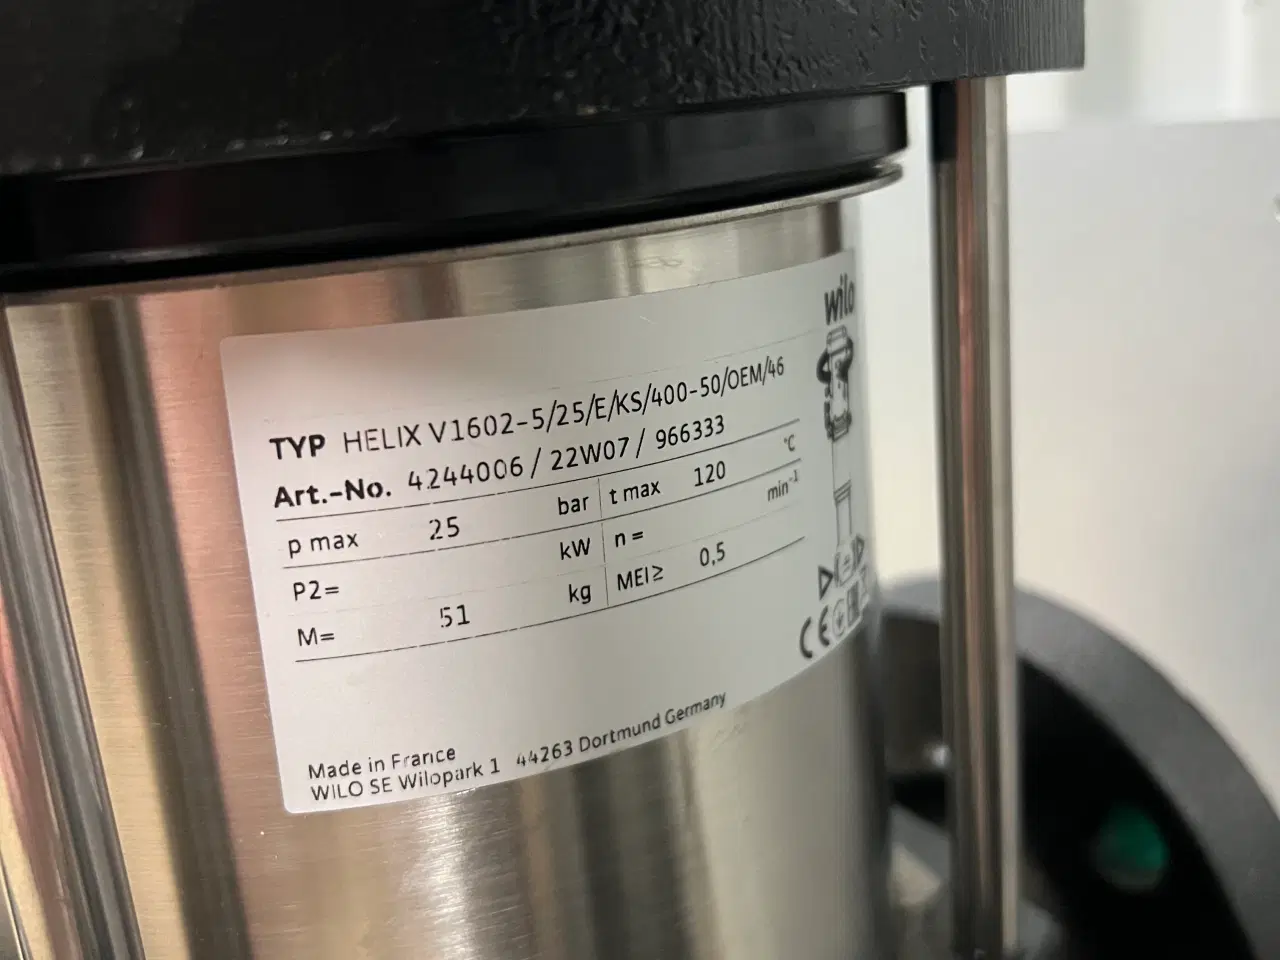 wilo
TYP HELIX V1602-5/25/E/KS/400-50/OEM/46
Art.-No. 4244006 / 22W07 / 966333
p max 25 bar t max 120 °C
P2= kW n = min-1
M= 51 kg MEI≥ 0,5
CE
Made in France
WILO SE Wilopark 1 44263 Dortmund Germany